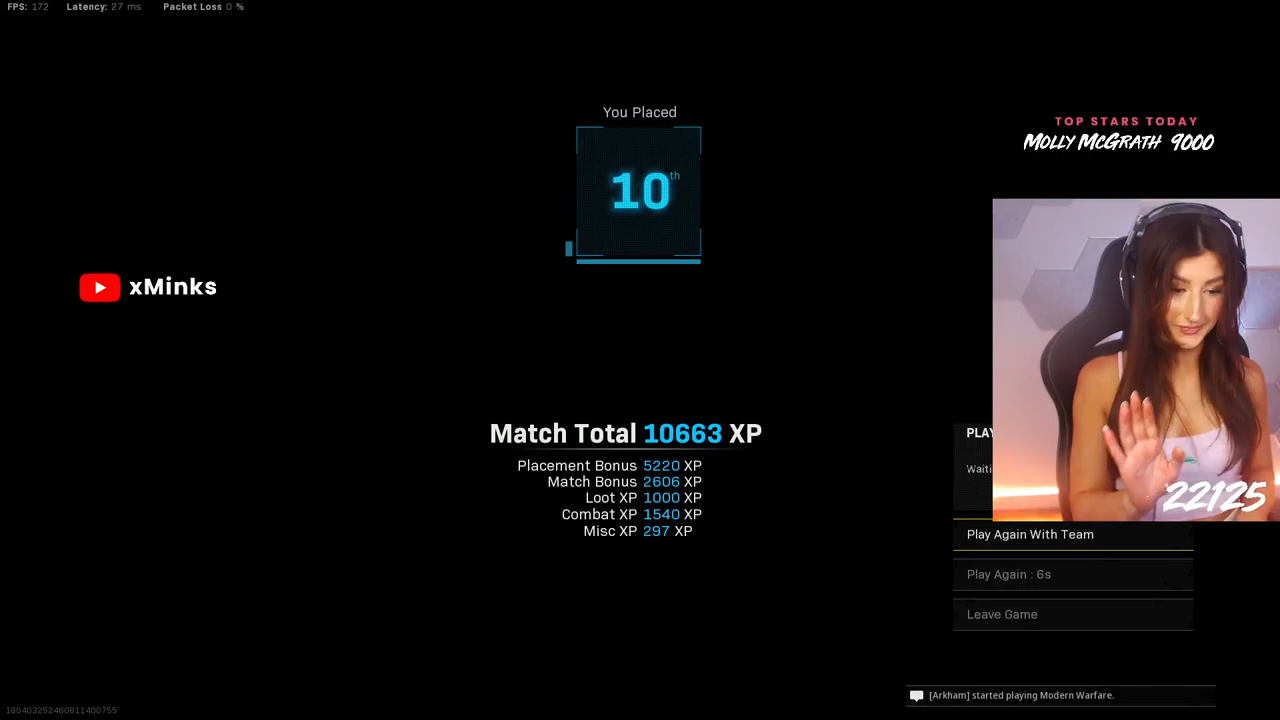 FPS: 172 Latency: 27 ms Packet Loss 0 %
You Placed
10th
TOP STARS TODAY
MOLLY MCGRATH 9000
xMinks
Match Total 10663 XP
Placement Bonus 5220 XP
Match Bonus 2606 XP
Loot XP 1000 XP
Combat XP 1540 XP
Misc XP 297 XP
PLAY
Waiti
22125
Play Again With Team
Play Again : 6s
Leave Game
[Arkham] started playing Modern Warfare.
180403252460811400755